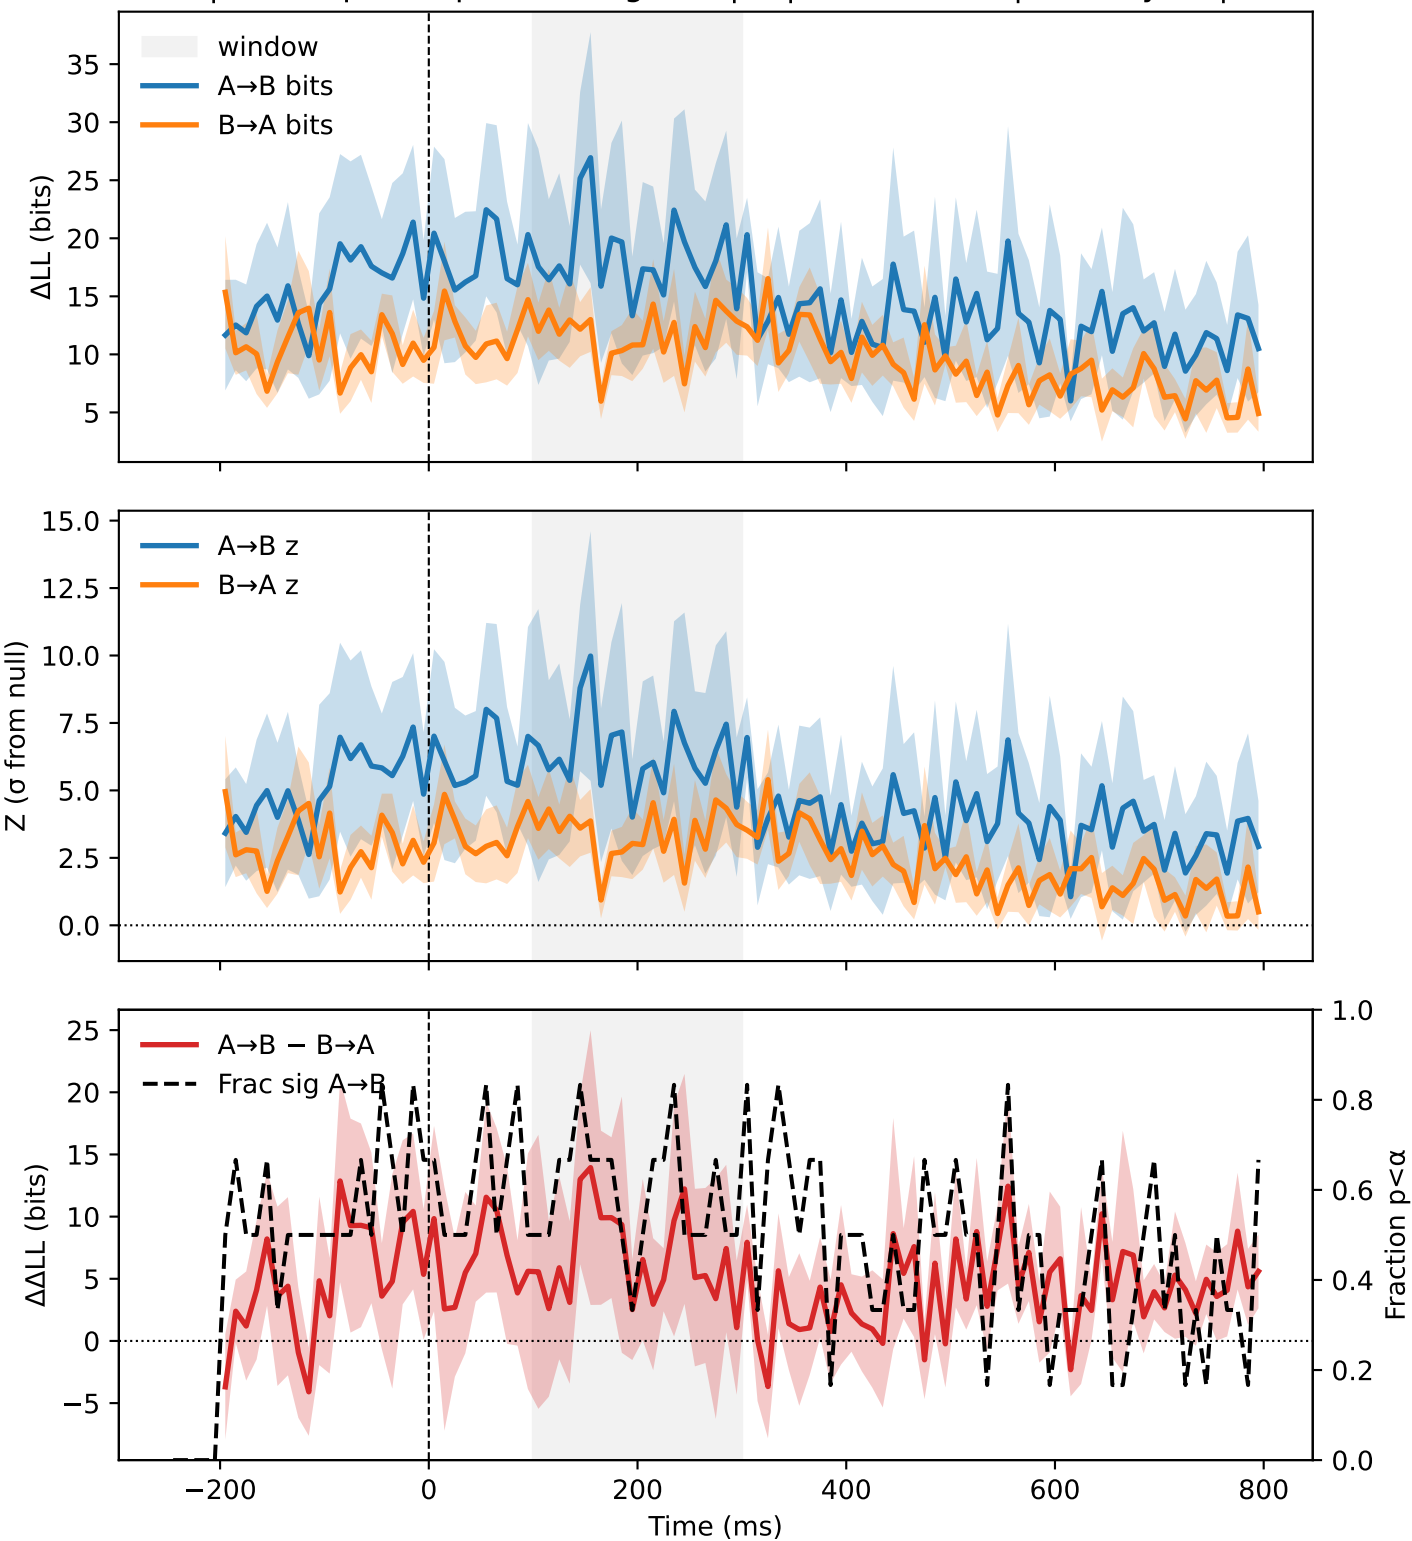 window
A→B bits
B→A bits
35
30
25
20
15
10
5
ΔLL (bits)
15.0
12.5
10.0
7.5
5.0
2.5
0.0
Z (σ from null)
A→B z
B→A z
25
20
15
10
5
0
−5
ΔΔLL (bits)
A→B − B→A
Frac sig A→B
1.0
0.8
0.6
0.4
0.2
0.0
Fraction p<α
−200 0 200 400 600 800
Time (ms)